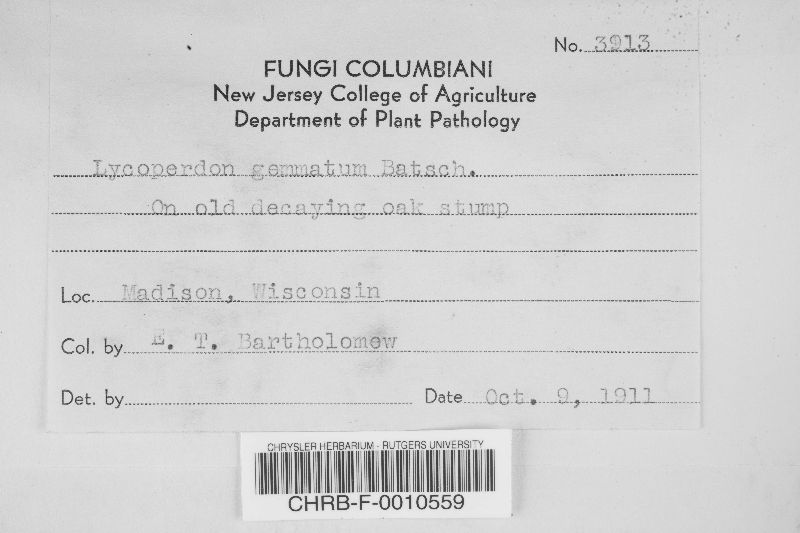 No. 3913
FUNGI COLUMBIANI
New Jersey College of Agriculture
Department of Plant Pathology
Lycoperdon gemmatum Batsch.
On old decaying oak stump
Loc. Madison, Wisconsin
Col. by E. T. Bartholomew
Det. by Date Oct. 9, 1911
CHRYSLER HERBARIUM - RUTGERS UNIVERSITY
CHRB-F-0010559